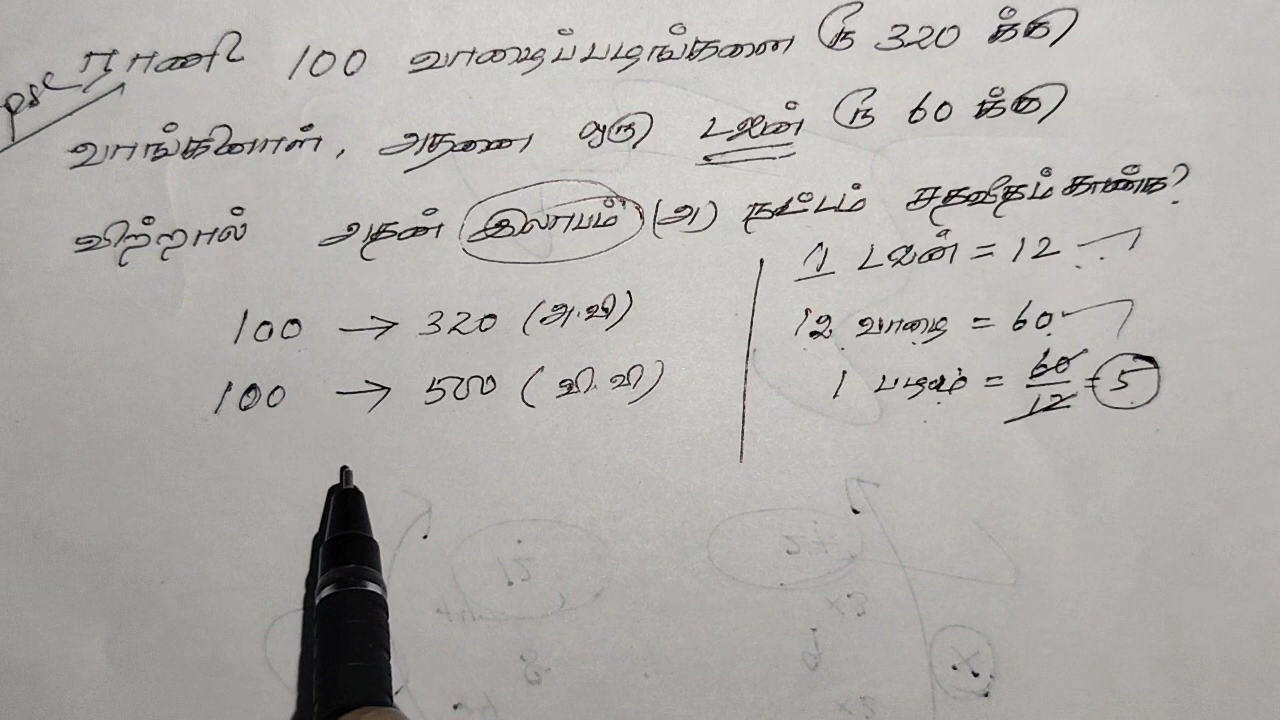 PSC ராணி 100 வாழைப்பழங்களை ரூ 320 க்கு
வாங்கினாள், அதனை ஒரு டஜன் ரூ 60 க்கு
விற்றால் அதன் இலாபம் (அ) நட்டம் சதவீதம் காண்க?
1 டஜன் = 12
100 → 320 (அ.வி)
12 வாழை = 60
100 → 500 (வி.வி)
1 பழம் = 60/12 = 5